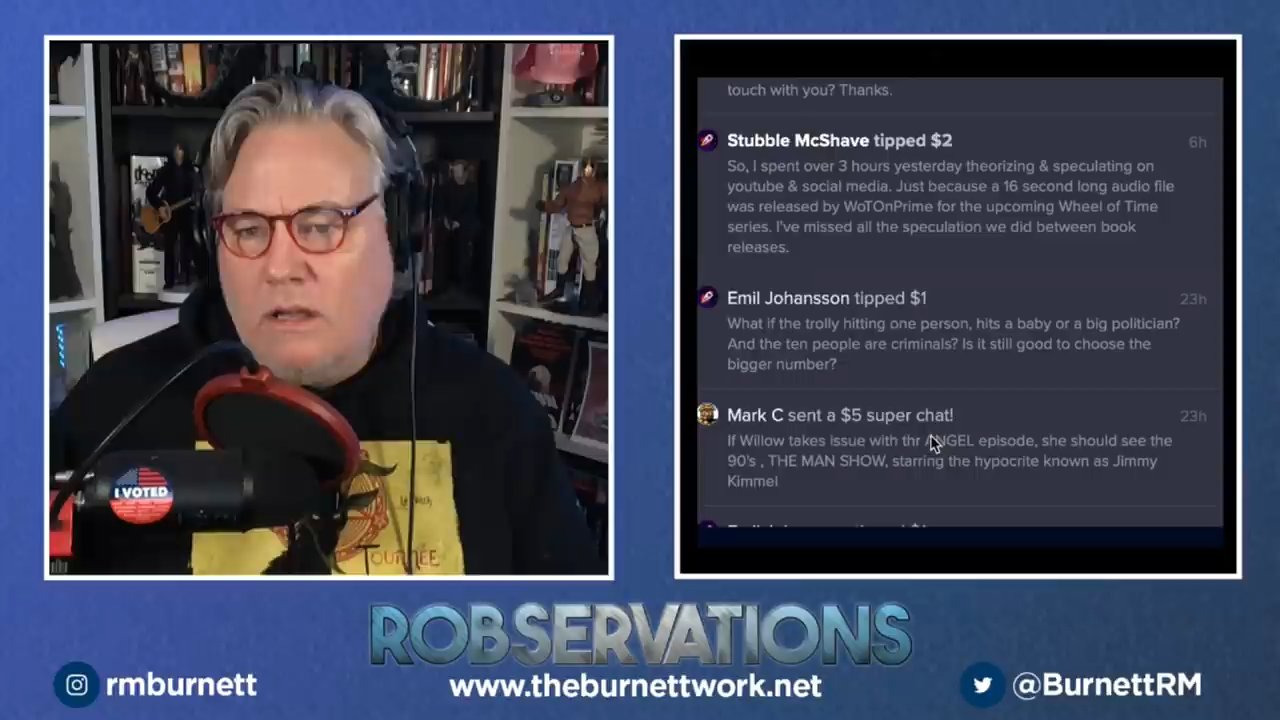 touch with you? Thanks.
Stubble McShave tipped $2
6h
So, I spent over 3 hours yesterday theorizing & speculating on
youtube & social media. Just because a 16 second long audio file
was released by WoTOnPrime for the upcoming Wheel of Time
series. I've missed all the speculation we did between book
releases.
Emil Johansson tipped $1
23h
What if the trolly hitting one person, hits a baby or a big politician?
And the ten people are criminals? Is it still good to choose the
bigger number?
Mark C sent a $5 super chat!
23h
If Willow takes issue with thr ANGEL episode, she should see the
90's , THE MAN SHOW, starring the hypocrite known as Jimmy
Kimmel
I VOTED
TOURNEE
ROBSERVATIONS
rmburnett
www.theburnettwork.net
@BurnettRM